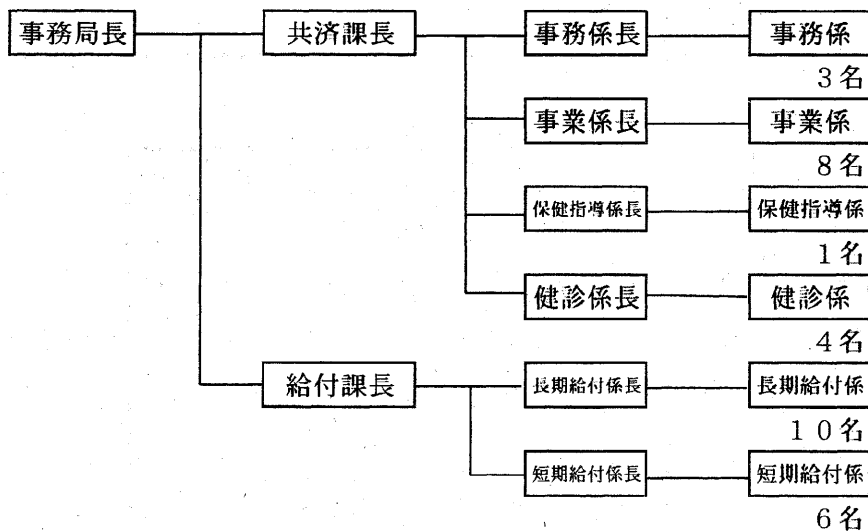 事務局長 共済課長 事務係長 事務係
3名
事業係長 事業係
8名
保健指導係長 保健指導係
1名
健診係長 健診係
4名
給付課長 長期給付係長 長期給付係
10名
短期給付係長 短期給付係
6名